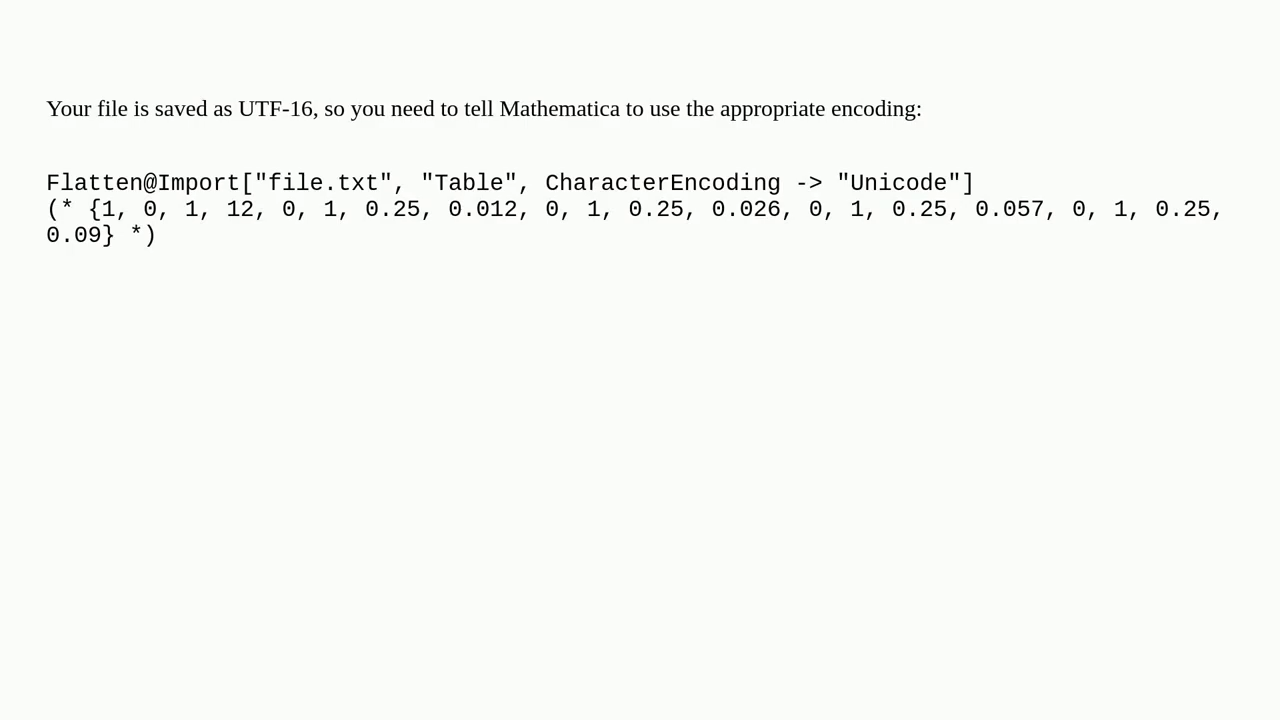 Your file is saved as UTF-16, so you need to tell Mathematica to use the appropriate encoding:
Flatten@Import["file.txt", "Table", CharacterEncoding -> "Unicode"]
(* {1, 0, 1, 12, 0, 1, 0.25, 0.012, 0, 1, 0.25, 0.026, 0, 1, 0.25, 0.057, 0, 1, 0.25,
0.09} *)